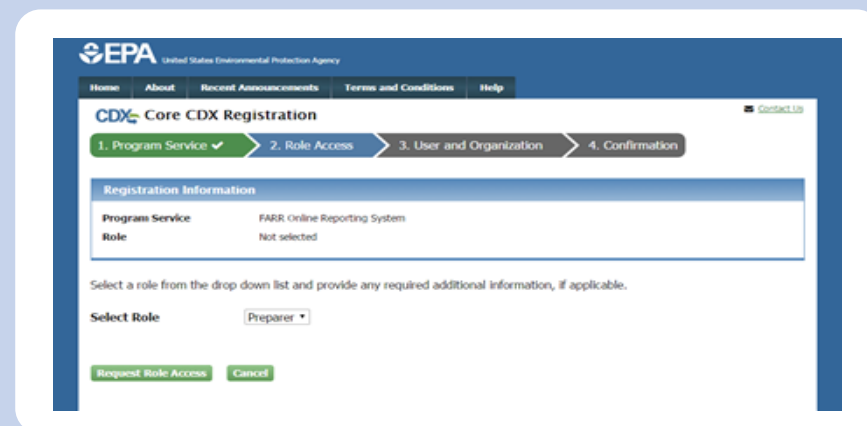 EPA United States Environmental Protection Agency
Home About Recent Announcements Terms and Conditions Help
Contact Us
CDX Core CDX Registration
1. Program Service ✔ 2. Role Access 3. User and Organization 4. Confirmation
Registration Information
Program Service FARR Online Reporting System
Role Not selected
Select a role from the drop down list and provide any required additional information, if applicable.
Select Role Preparer
Request Role Access Cancel